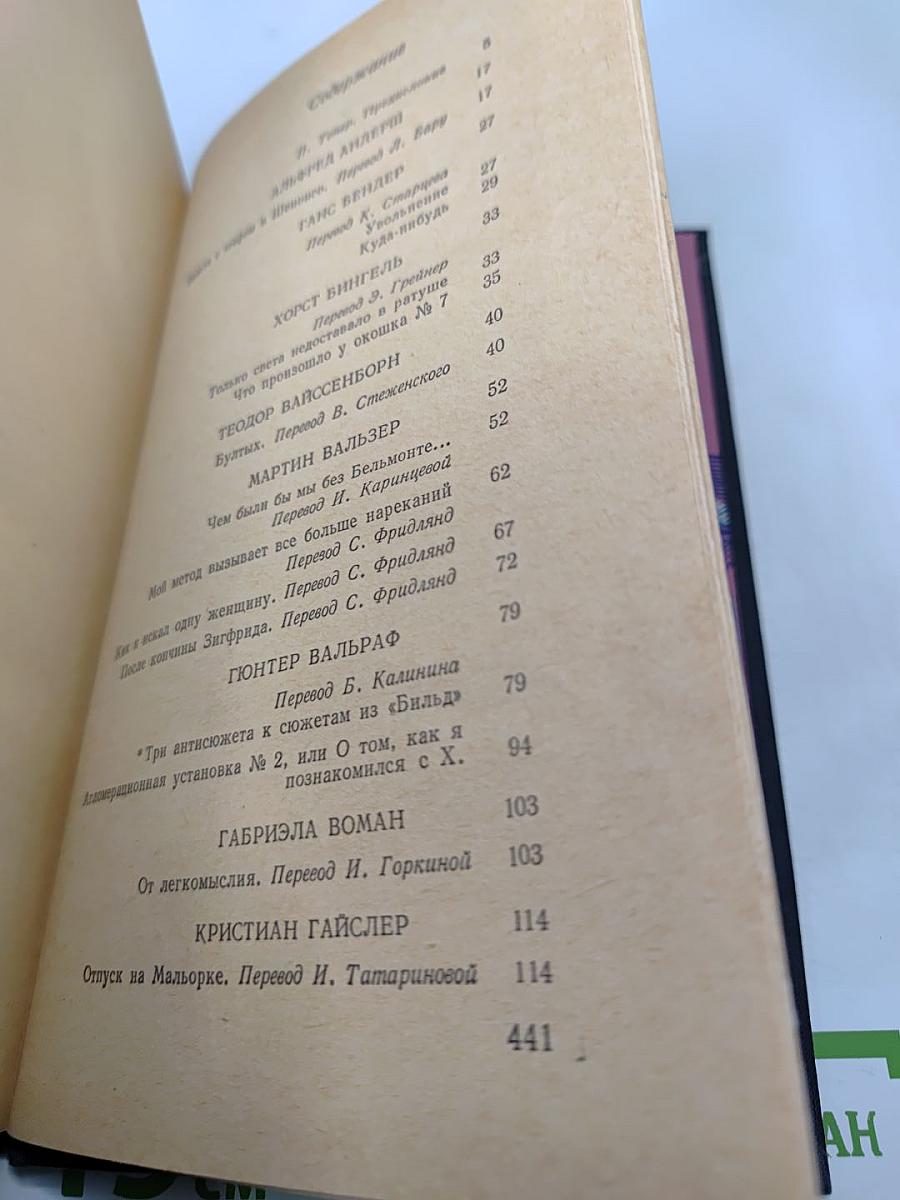 Содержание
П. Топер. Предисловие 5
АЛЬФРЕД АНДЕРШ 17
в Шенонсо. Перевод Л. Бару 17
ГАНС БЕНДЕР 27
Перевод К. Старцева
Увольнение 27
Куда-нибудь 29
ХОРСТ БИНГЕЛЬ 33
Перевод Э. Грейнер
Только света недоставало в ратуше 33
Что произошло у окошка № 7 35
ТЕОДОР ВАЙССЕНБОРН 40
Бултых. Перевод В. Стеженского 40
МАРТИН ВАЛЬЗЕР 52
Чем были бы мы без Бельмонте...
Перевод И. Каринцевой 52
Мой метод вызывает все больше нареканий
Перевод С. Фридлянд 62
Как я искал одну женщину. Перевод С. Фридлянд 67
После кончины Зигфрида. Перевод С. Фридлянд 72
ГЮНТЕР ВАЛЬРАФ 79
Перевод Б. Калинина
*Три антисюжета к сюжетам из «Бильд» 79
Агломерационная установка № 2, или О том, как я
познакомился с Х. 94
ГАБРИЭЛА ВОМАН 103
От легкомыслия. Перевод И. Горкиной 103
КРИСТИАН ГАЙСЛЕР 114
Отпуск на Мальорке. Перевод И. Татариновой 114
441
АН
15 см